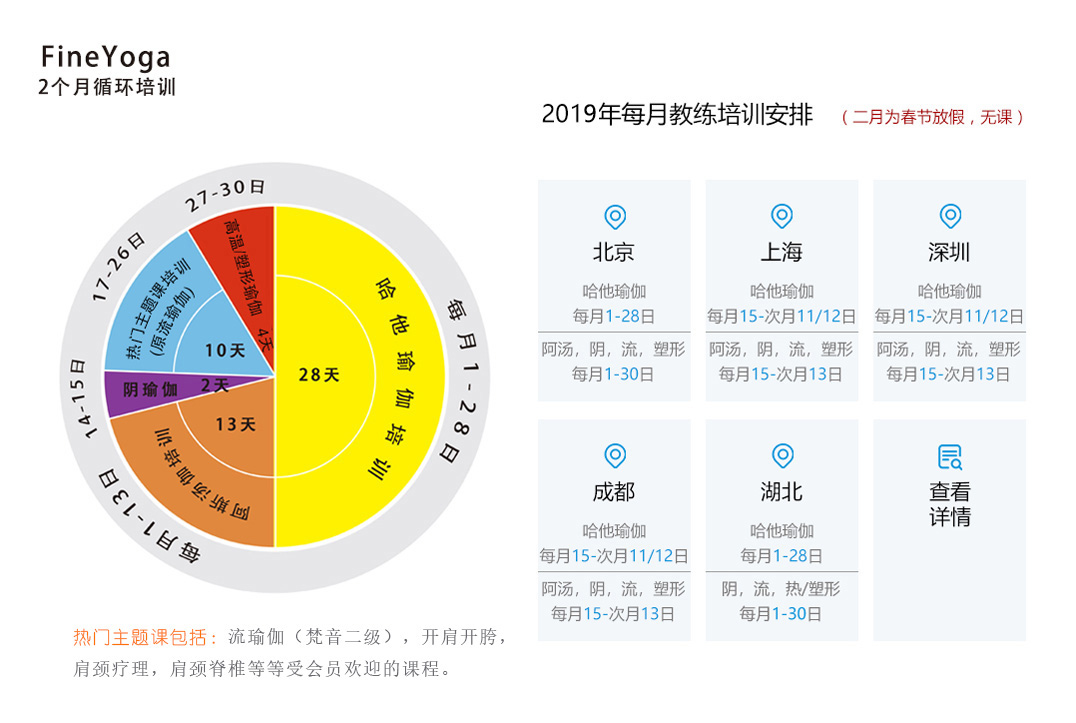 FineYoga
2个月循环培训
2019年每月教练培训安排
（二月为春节放假，无课）
27-30日
17-26日
14-15日
每月1-13日
每月1-28日
高温/塑形瑜伽 4天
热门主题课培训
(原流瑜伽)
10天
阴瑜伽 2天
13天
阿斯汤伽培训
28天
哈他瑜伽培训
北京
哈他瑜伽
每月1-28日
阿汤，阴，流，塑形
每月1-30日
上海
哈他瑜伽
每月15-次月11/12日
阿汤，阴，流，塑形
每月15-次月13日
深圳
哈他瑜伽
每月15-次月11/12日
阿汤，阴，流，塑形
每月15-次月13日
成都
哈他瑜伽
每月15-次月11/12日
阿汤，阴，流，塑形
每月15-次月13日
湖北
哈他瑜伽
每月1-28日
阴，流，热/塑形
每月1-30日
查看
详情
热门主题课包括：流瑜伽（梵音二级），开肩开胯，
肩颈疗理，肩颈脊椎等等受会员欢迎的课程。